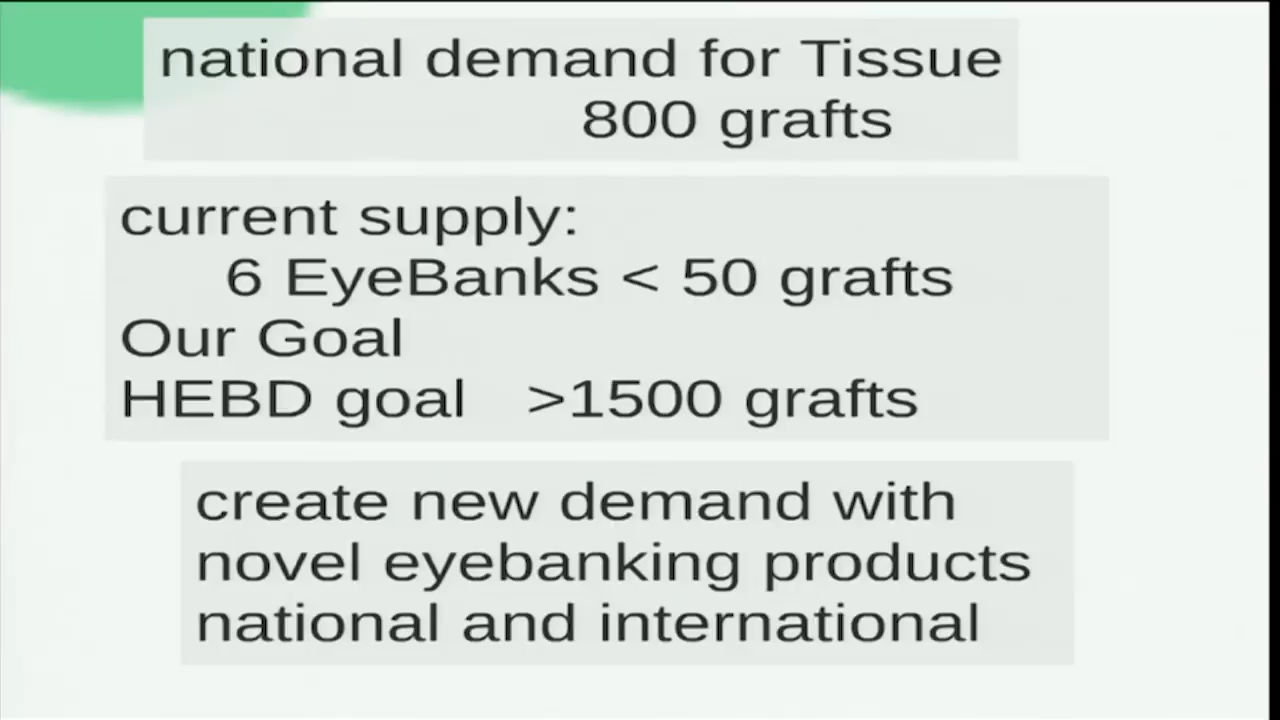 national demand for Tissue
800 grafts
current supply:
6 EyeBanks < 50 grafts
Our Goal
HEBD goal >1500 grafts
create new demand with
novel eyebanking products
national and international